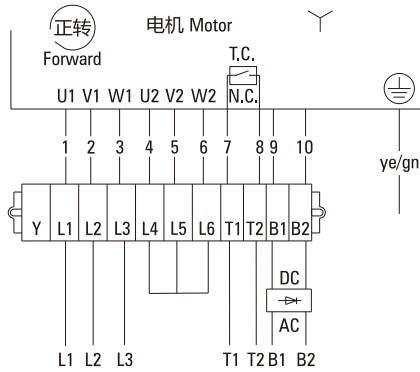 正转 电机 Motor
Forward T.C.
N.C.
U1 V1 W1 U2 V2 W2
1 2 3 4 5 6 7 8 9 10
ye/gn
Y L1 L2 L3 L4 L5 L6 T1 T2 B1 B2
DC
AC
L1 L2 L3 T1 T2 B1 B2